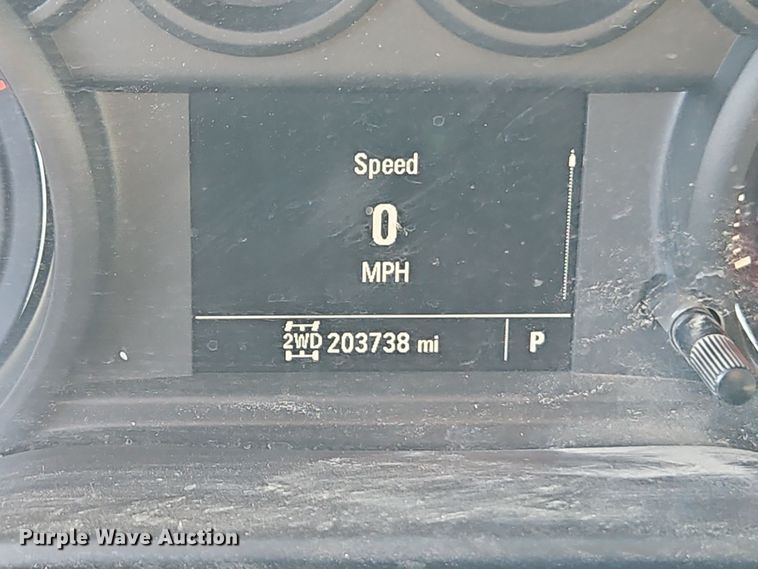 Speed
0
MPH
2WD 203738 mi P
Purple Wave Auction